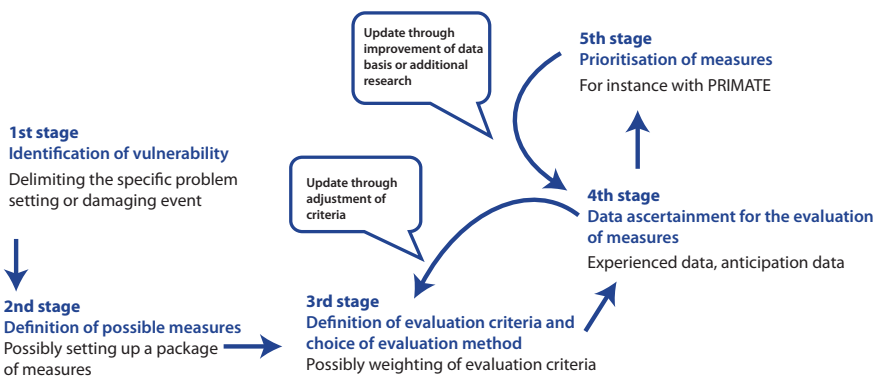 1st stage
Identification of vulnerability
Delimiting the specific problem
setting or damaging event
2nd stage
Definition of possible measures
Possibly setting up a package
of measures
3rd stage
Definition of evaluation criteria and
choice of evaluation method
Possibly weighting of evaluation criteria
Update through
adjustment of
criteria
4th stage
Data ascertainment for the evaluation
of measures
Experienced data, anticipation data
Update through
improvement of data
basis or additional
research
5th stage
Prioritisation of measures
For instance with PRIMATE